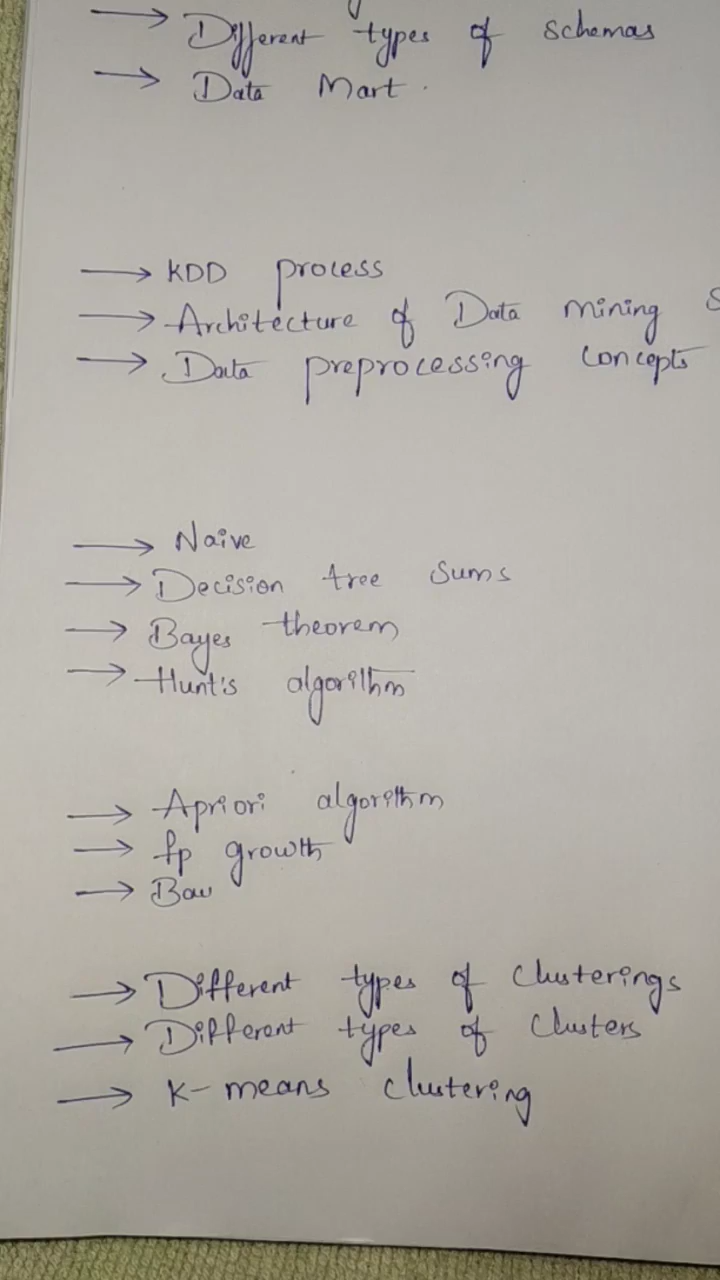 → Different types of schemas
→ Data Mart.
→ KDD process
→ Architecture of Data mining
→ Data preprocessing concepts
→ Naive
→ Decision tree sums
→ Bayes theorem
→ Hunt's algorithm
→ Apriori algorithm
→ fp growth
→ Different types of clusterings
→ Different types of clusters
→ K-means clustering